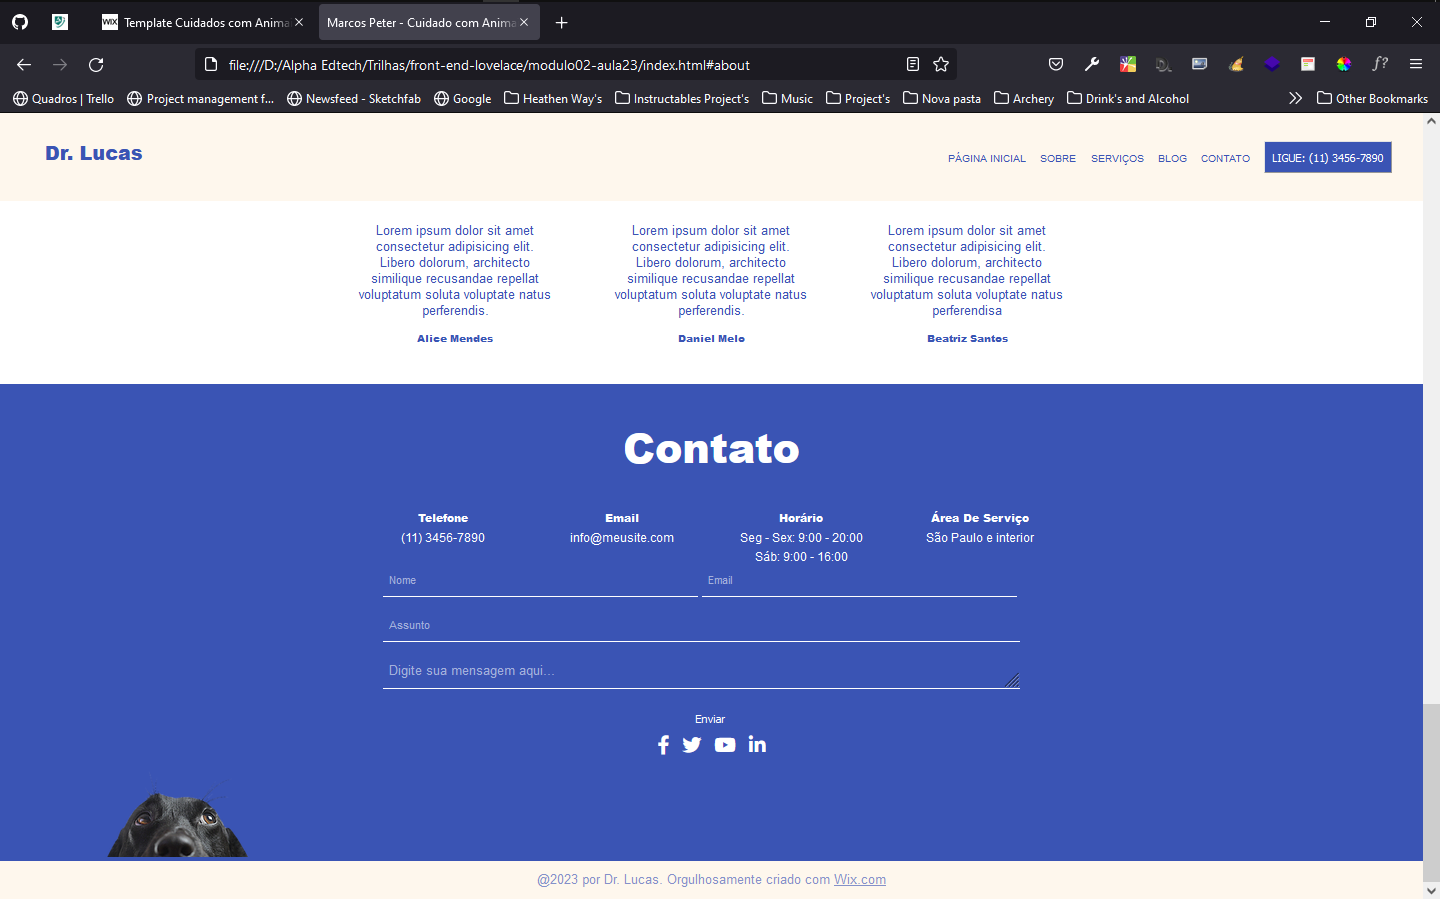 WiX Template Cuidados com Anima
Marcos Peter - Cuidado com Anima
file:///D:/Alpha Edtech/Trilhas/front-end-lovelace/modulo02-aula23/index.html#about
f?
Quadros | Trello Project management f... Newsfeed - Sketchfab Google Heathen Way's Instructables Project's Music Project's Nova pasta Archery Drink's and Alcohol Other Bookmarks
Dr. Lucas
PÁGINA INICIAL SOBRE SERVIÇOS BLOG CONTATO LIGUE: (11) 3456-7890
Lorem ipsum dolor sit amet
consectetur adipisicing elit.
Libero dolorum, architecto
similique recusandae repellat
voluptatum soluta voluptate natus
perferendis.
Alice Mendes
Lorem ipsum dolor sit amet
consectetur adipisicing elit.
Libero dolorum, architecto
similique recusandae repellat
voluptatum soluta voluptate natus
perferendis.
Daniel Melo
Lorem ipsum dolor sit amet
consectetur adipisicing elit.
Libero dolorum, architecto
similique recusandae repellat
voluptatum soluta voluptate natus
perferendisa
Beatriz Santos
Contato
Telefone
(11) 3456-7890
Email
info@meusite.com
Horário
Seg - Sex: 9:00 - 20:00
Sáb: 9:00 - 16:00
Área De Serviço
São Paulo e interior
Nome
Email
Assunto
Digite sua mensagem aqui...
Enviar
@2023 por Dr. Lucas. Orgulhosamente criado com Wix.com